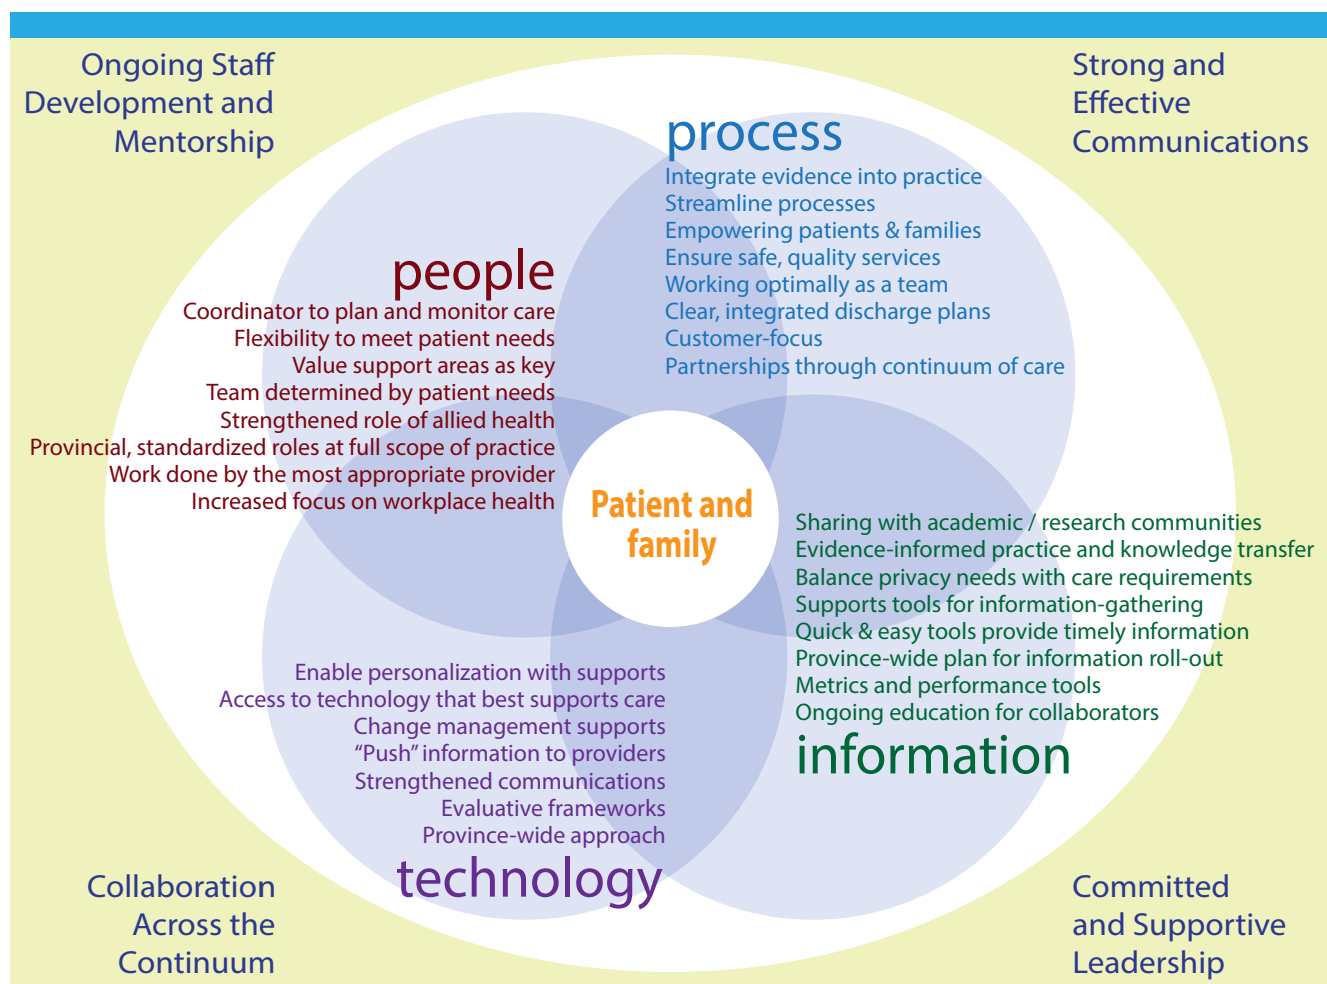 Ongoing Staff
Development and
Mentorship
Strong and
Effective
Communications
process
Integrate evidence into practice
Streamline processes
Empowering patients & families
Ensure safe, quality services
Working optimally as a team
Clear, integrated discharge plans
Customer-focus
Partnerships through continuum of care
people
Coordinator to plan and monitor care
Flexibility to meet patient needs
Value support areas as key
Team determined by patient needs
Strengthened role of allied health
Provincial, standardized roles at full scope of practice
Work done by the most appropriate provider
Increased focus on workplace health
Patient and
family
Sharing with academic / research communities
Evidence-informed practice and knowledge transfer
Balance privacy needs with care requirements
Supports tools for information-gathering
Quick & easy tools provide timely information
Province-wide plan for information roll-out
Metrics and performance tools
Ongoing education for collaborators
information
Enable personalization with supports
Access to technology that best supports care
Change management supports
“Push” information to providers
Strengthened communications
Evaluative frameworks
Province-wide approach
technology
Collaboration
Across the
Continuum
Committed
and Supportive
Leadership